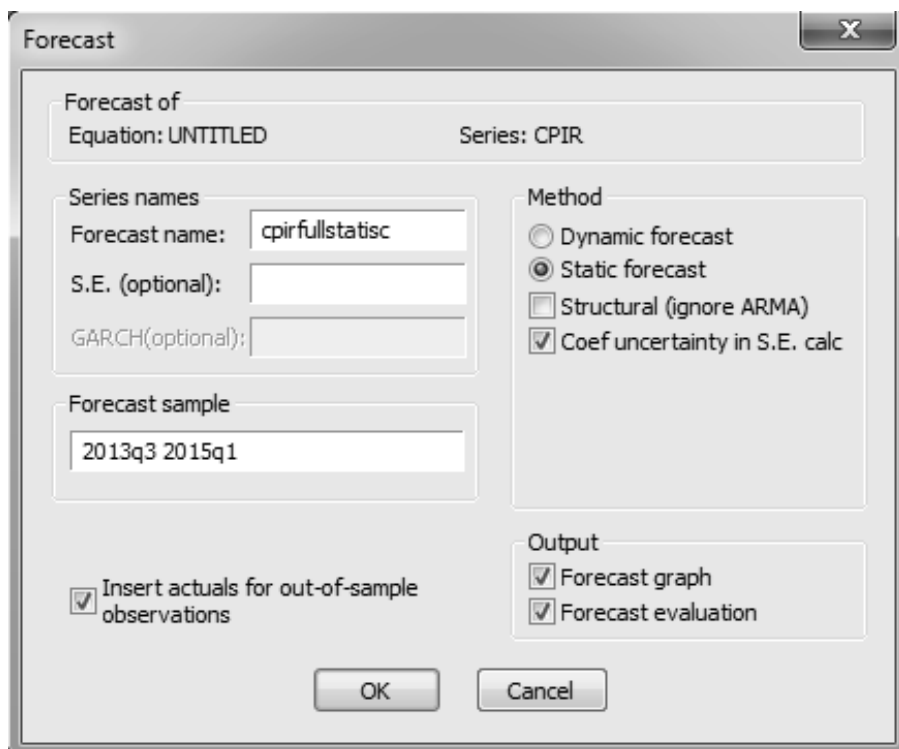 Forecast
Forecast of
Equation: UNTITLED Series: CPIR
Series names
Forecast name: cpirfullstatisc
S.E. (optional):
GARCH(optional):
Forecast sample
2013q3 2015q1
Insert actuals for out-of-sample
observations
Method
Dynamic forecast
Static forecast
Structural (ignore ARMA)
Coef uncertainty in S.E. calc
Output
Forecast graph
Forecast evaluation
OK Cancel